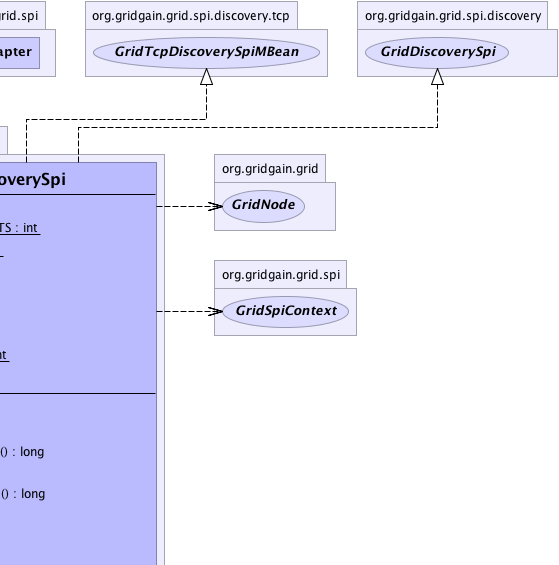 grid.spi
org.gridgain.grid.spi.discovery.tcp
org.gridgain.grid.spi.discovery
apter
GridTcpDiscoverySpiMBean
GridDiscoverySpi
overySpi
org.gridgain.grid
GridNode
TS : int
org.gridgain.grid.spi
GridSpiContext
nt
() : long
() : long